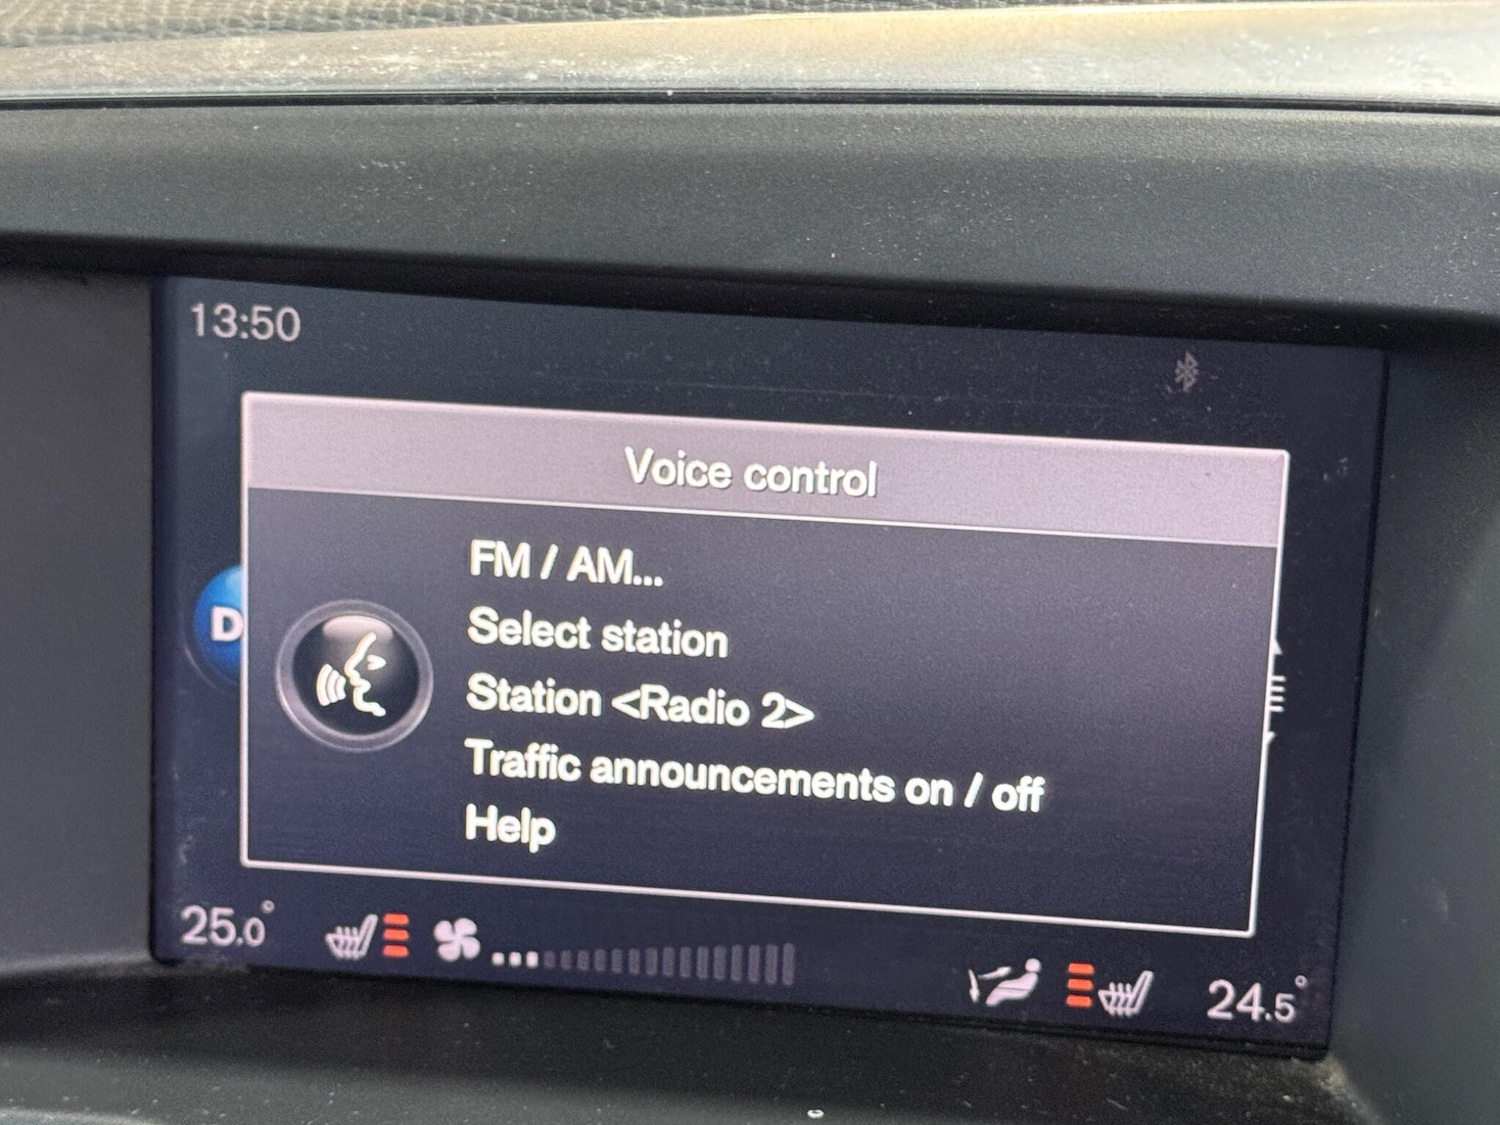 13:50
Voice control
FM / AM...
Select station
D
Station <Radio 2>
Traffic announcements on / off
Help
25.0°
24.5°